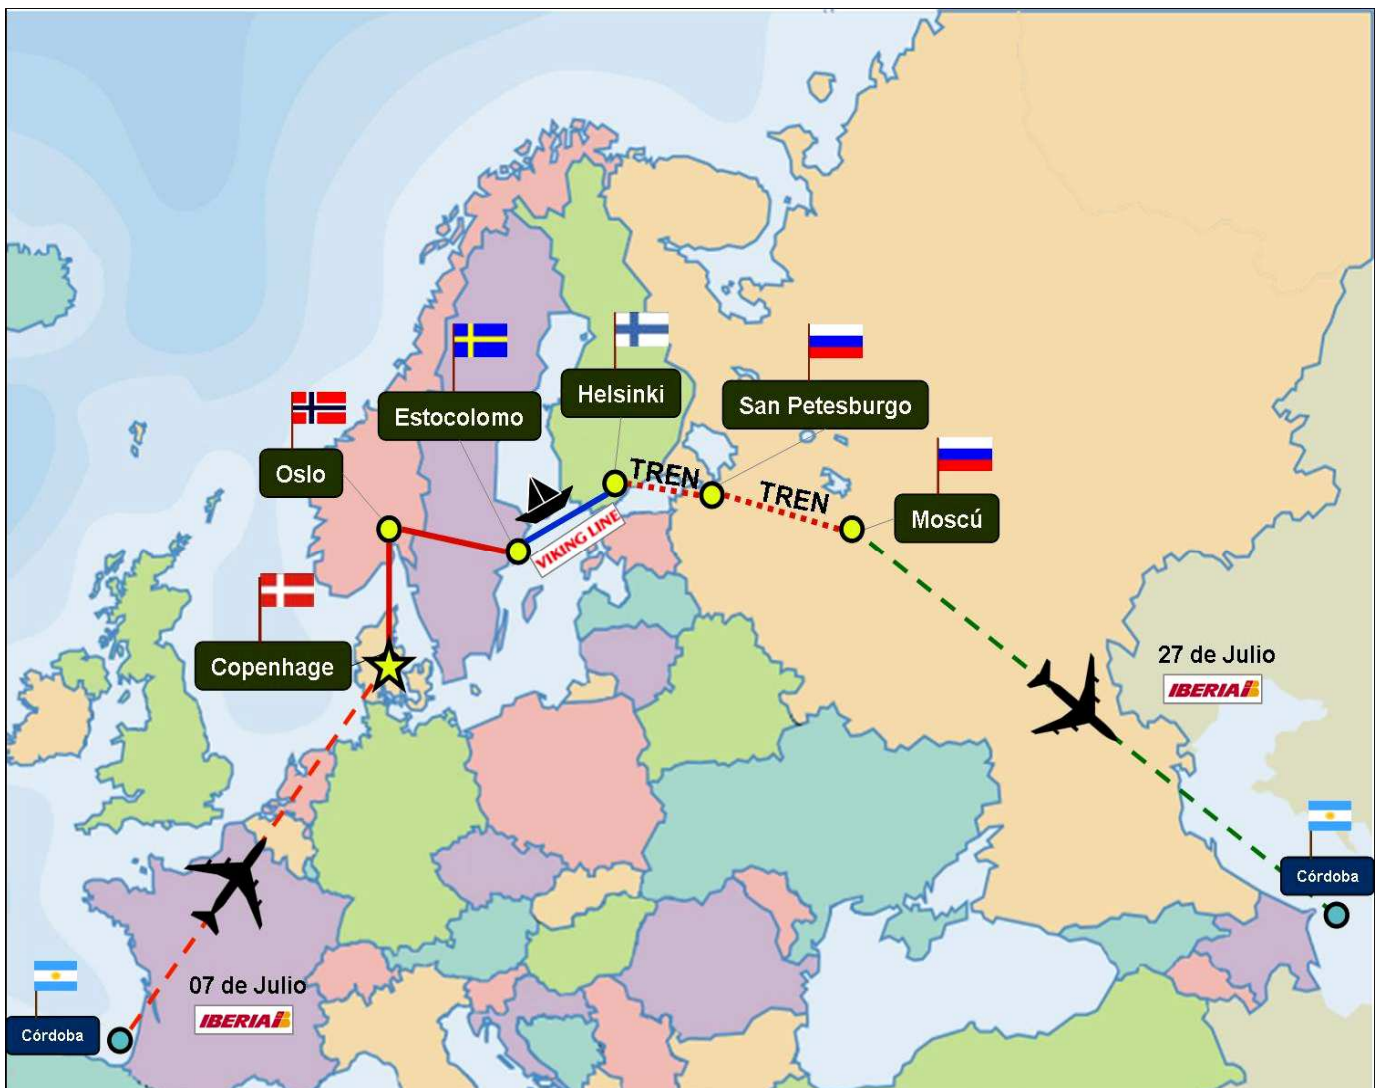 Helsinki
San Petesburgo
Estocolomo
Oslo
TREN
TREN
Moscú
VIKING LINE
Copenhage
27 de Julio
IBERIA
Córdoba
07 de Julio
IBERIA
Córdoba